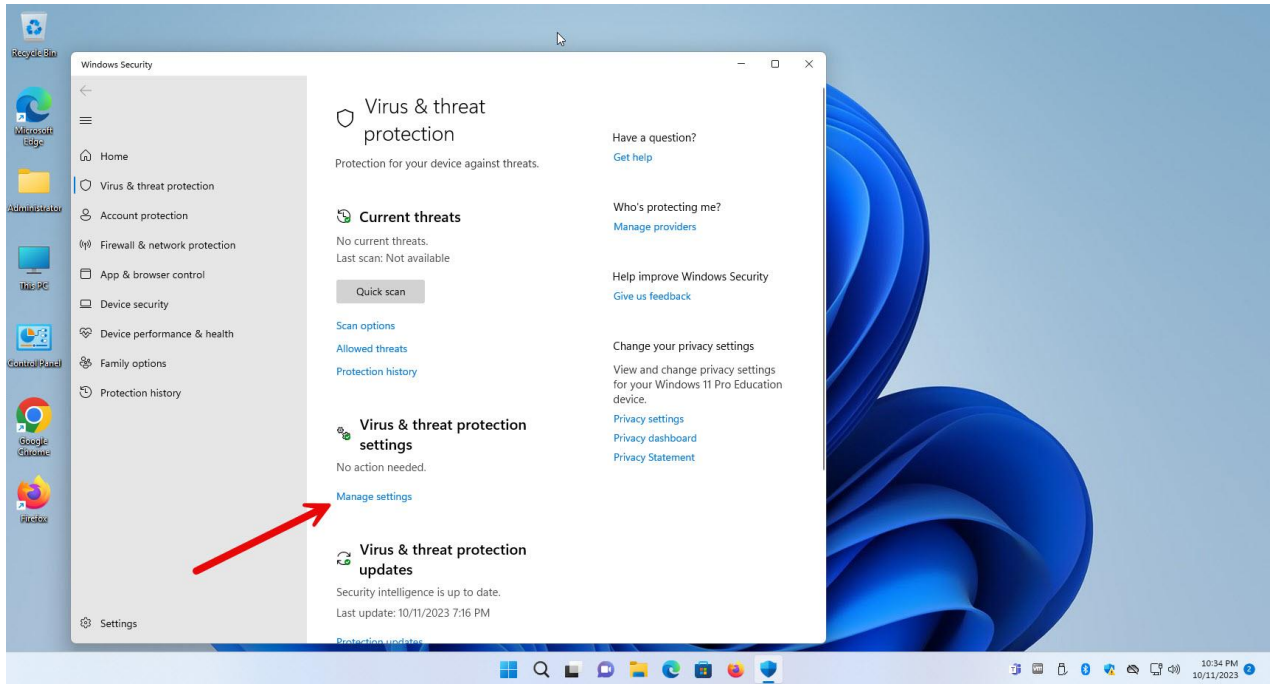 Recycle Bin
Microsoft
Edge
Administrator
This PC
Control Panel
Google
Chrome
Firefox
Windows Security
Home
Virus & threat protection
Account protection
Firewall & network protection
App & browser control
Device security
Device performance & health
Family options
Protection history
Settings
Virus & threat
protection
Protection for your device against threats.
Current threats
No current threats.
Last scan: Not available
Quick scan
Scan options
Allowed threats
Protection history
Virus & threat protection
settings
No action needed.
Manage settings
Virus & threat protection
updates
Security intelligence is up to date.
Last update: 10/11/2023 7:16 PM
Protection updates
Have a question?
Get help
Who's protecting me?
Manage providers
Help improve Windows Security
Give us feedback
Change your privacy settings
View and change privacy settings
for your Windows 11 Pro Education
device.
Privacy settings
Privacy dashboard
Privacy Statement
10:34 PM
10/11/2023
2